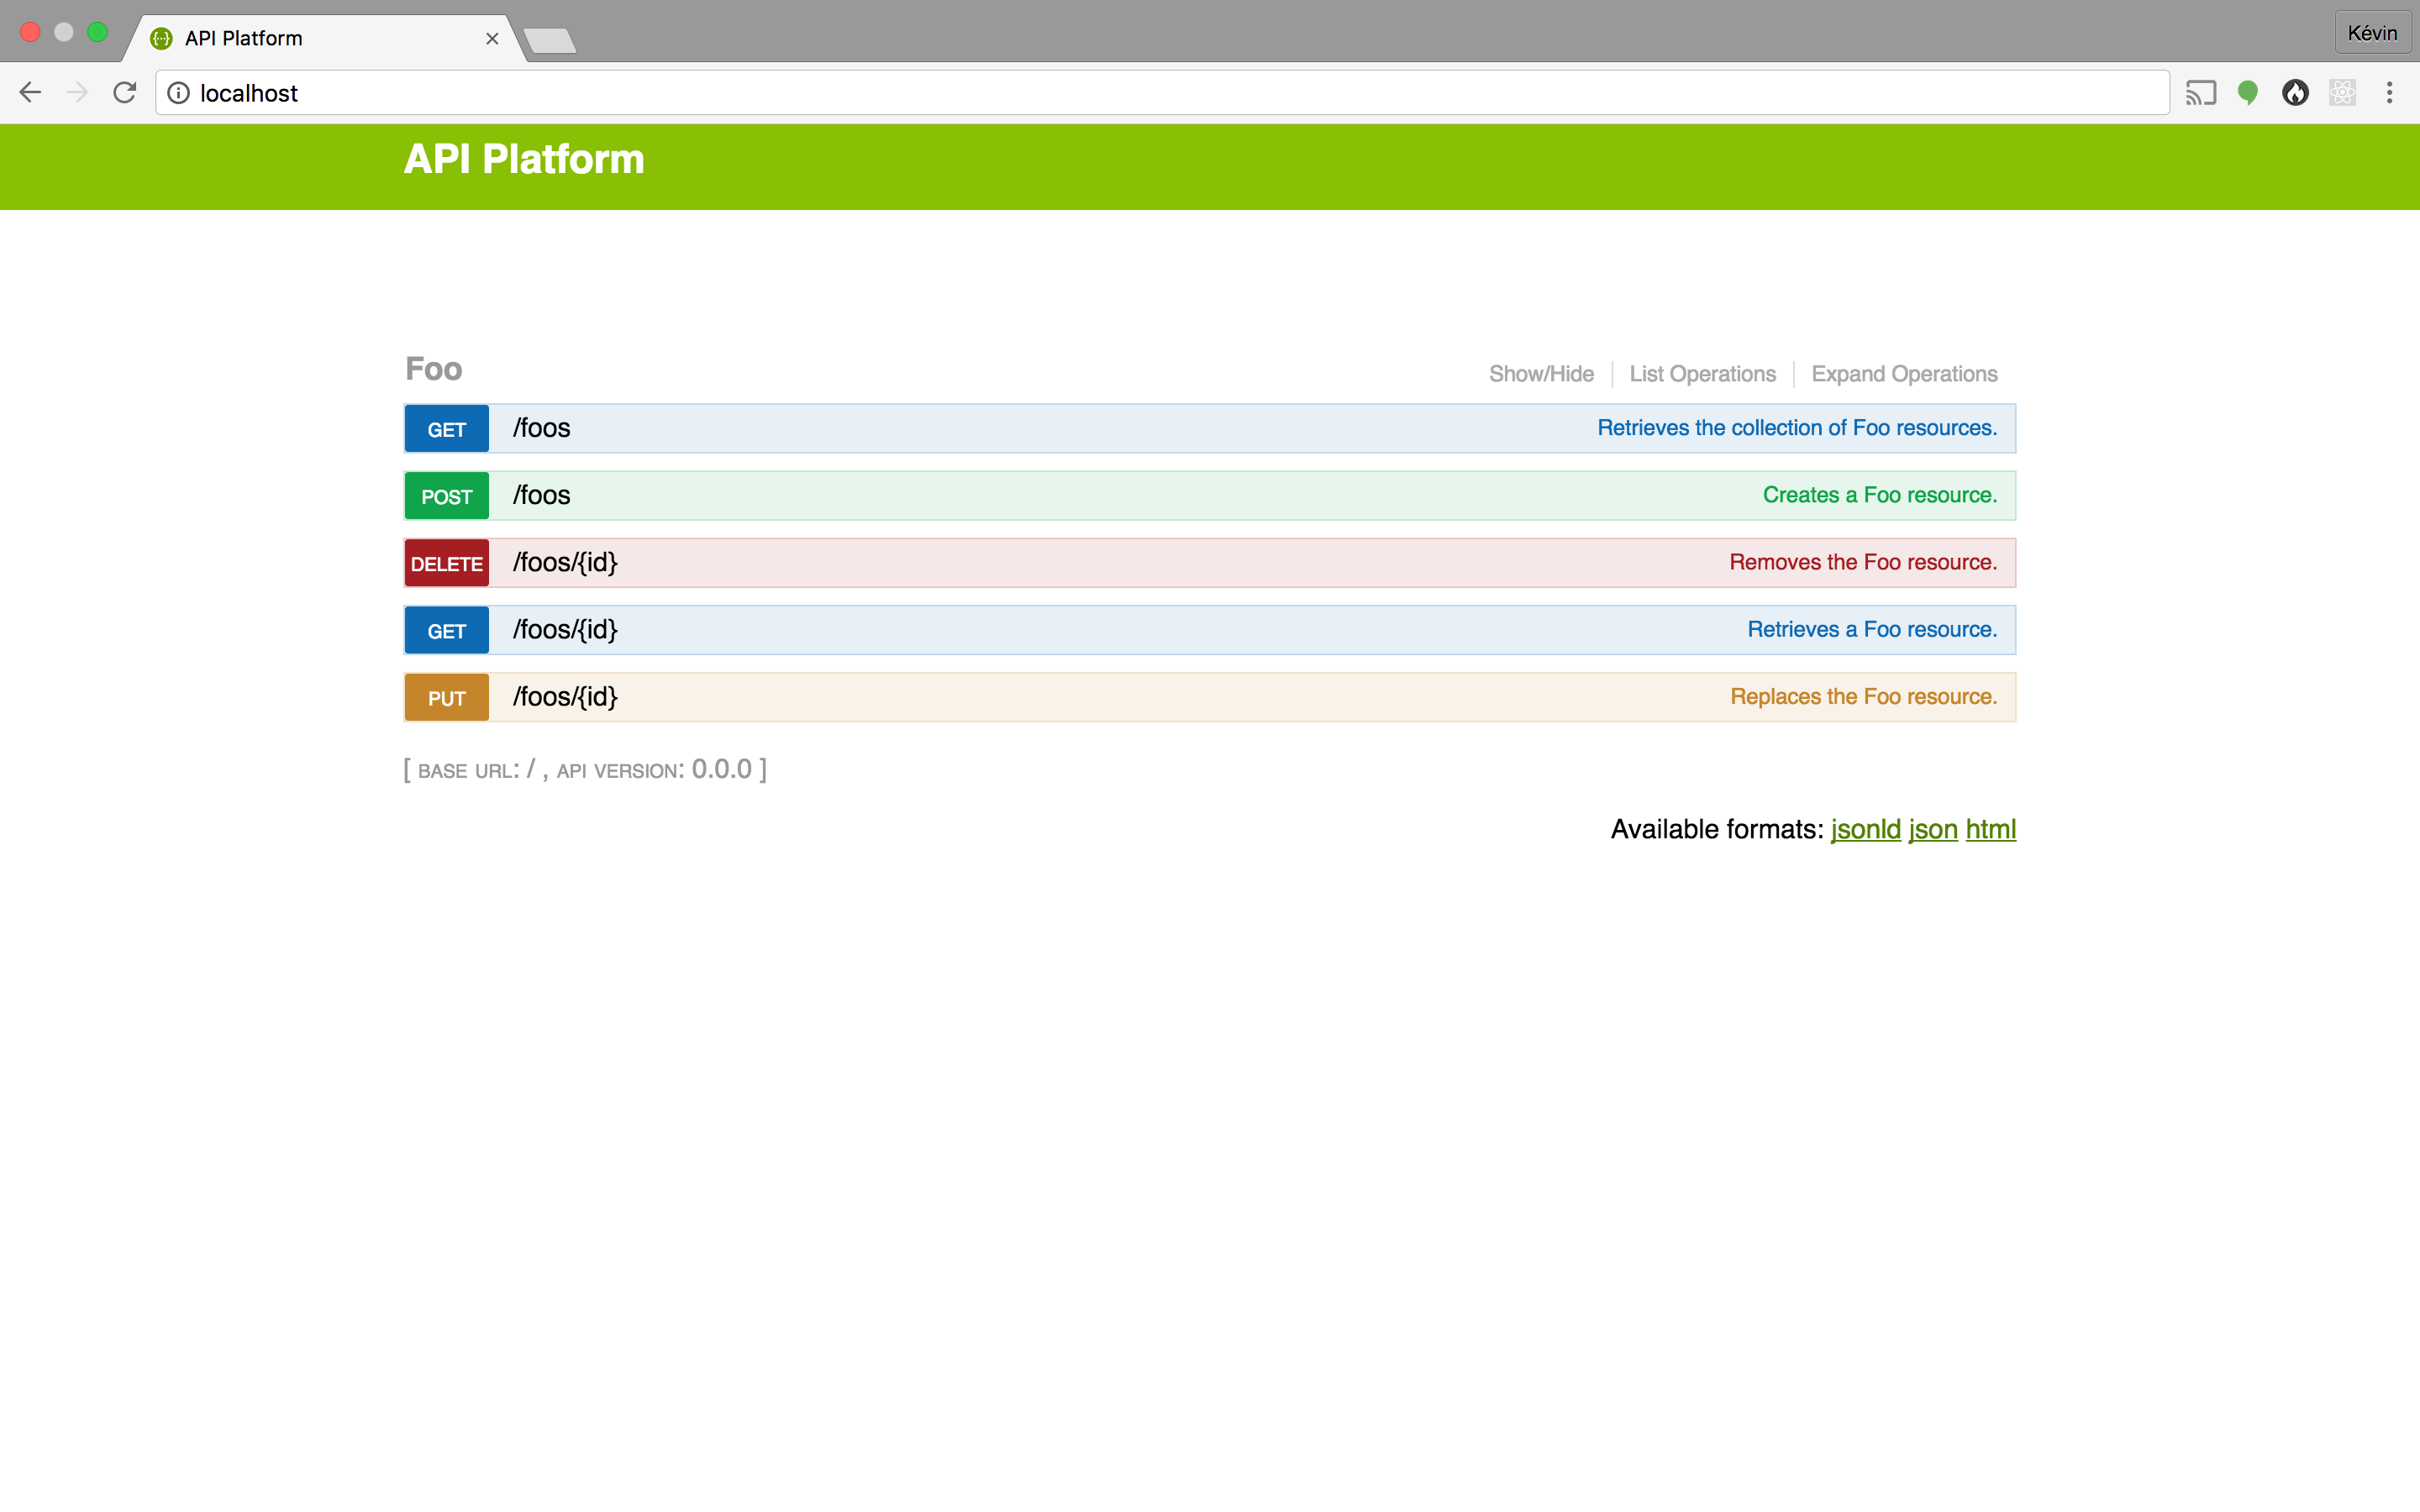 API Platform
Kévin
localhost
API Platform
Foo
Show/Hide
List Operations
Expand Operations
GET /foos Retrieves the collection of Foo resources.
POST /foos Creates a Foo resource.
DELETE /foos/{id} Removes the Foo resource.
GET /foos/{id} Retrieves a Foo resource.
PUT /foos/{id} Replaces the Foo resource.
[ BASE URL: / , API VERSION: 0.0.0 ]
Available formats: jsonld json html